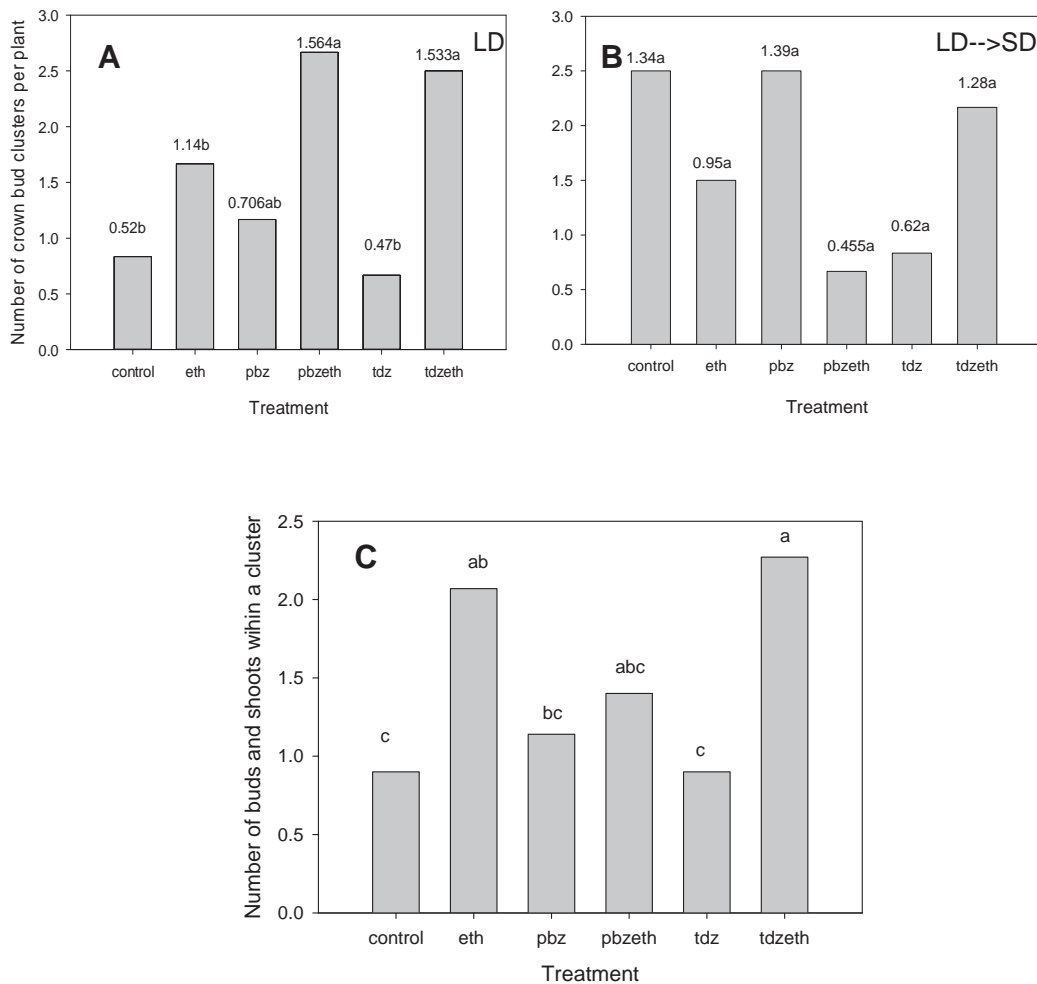 A
LD
Number of crown bud clusters per plant
3.0
2.5
2.0
1.5
1.0
0.5
0.0
0.52b
1.14b
0.706ab
1.564a
0.47b
1.533a
control eth pbz pbzeth tdz tdzeth
Treatment
B
LD-->SD
3.0
2.5
2.0
1.5
1.0
0.5
0.0
1.34a
0.95a
1.39a
0.455a
0.62a
1.28a
control eth pbz pbzeth tdz tdzeth
Treatment
C
Number of buds and shoots wihin a cluster
2.5
2.0
1.5
1.0
0.5
0.0
c
ab
bc
abc
c
a
control eth pbz pbzeth tdz tdzeth
Treatment